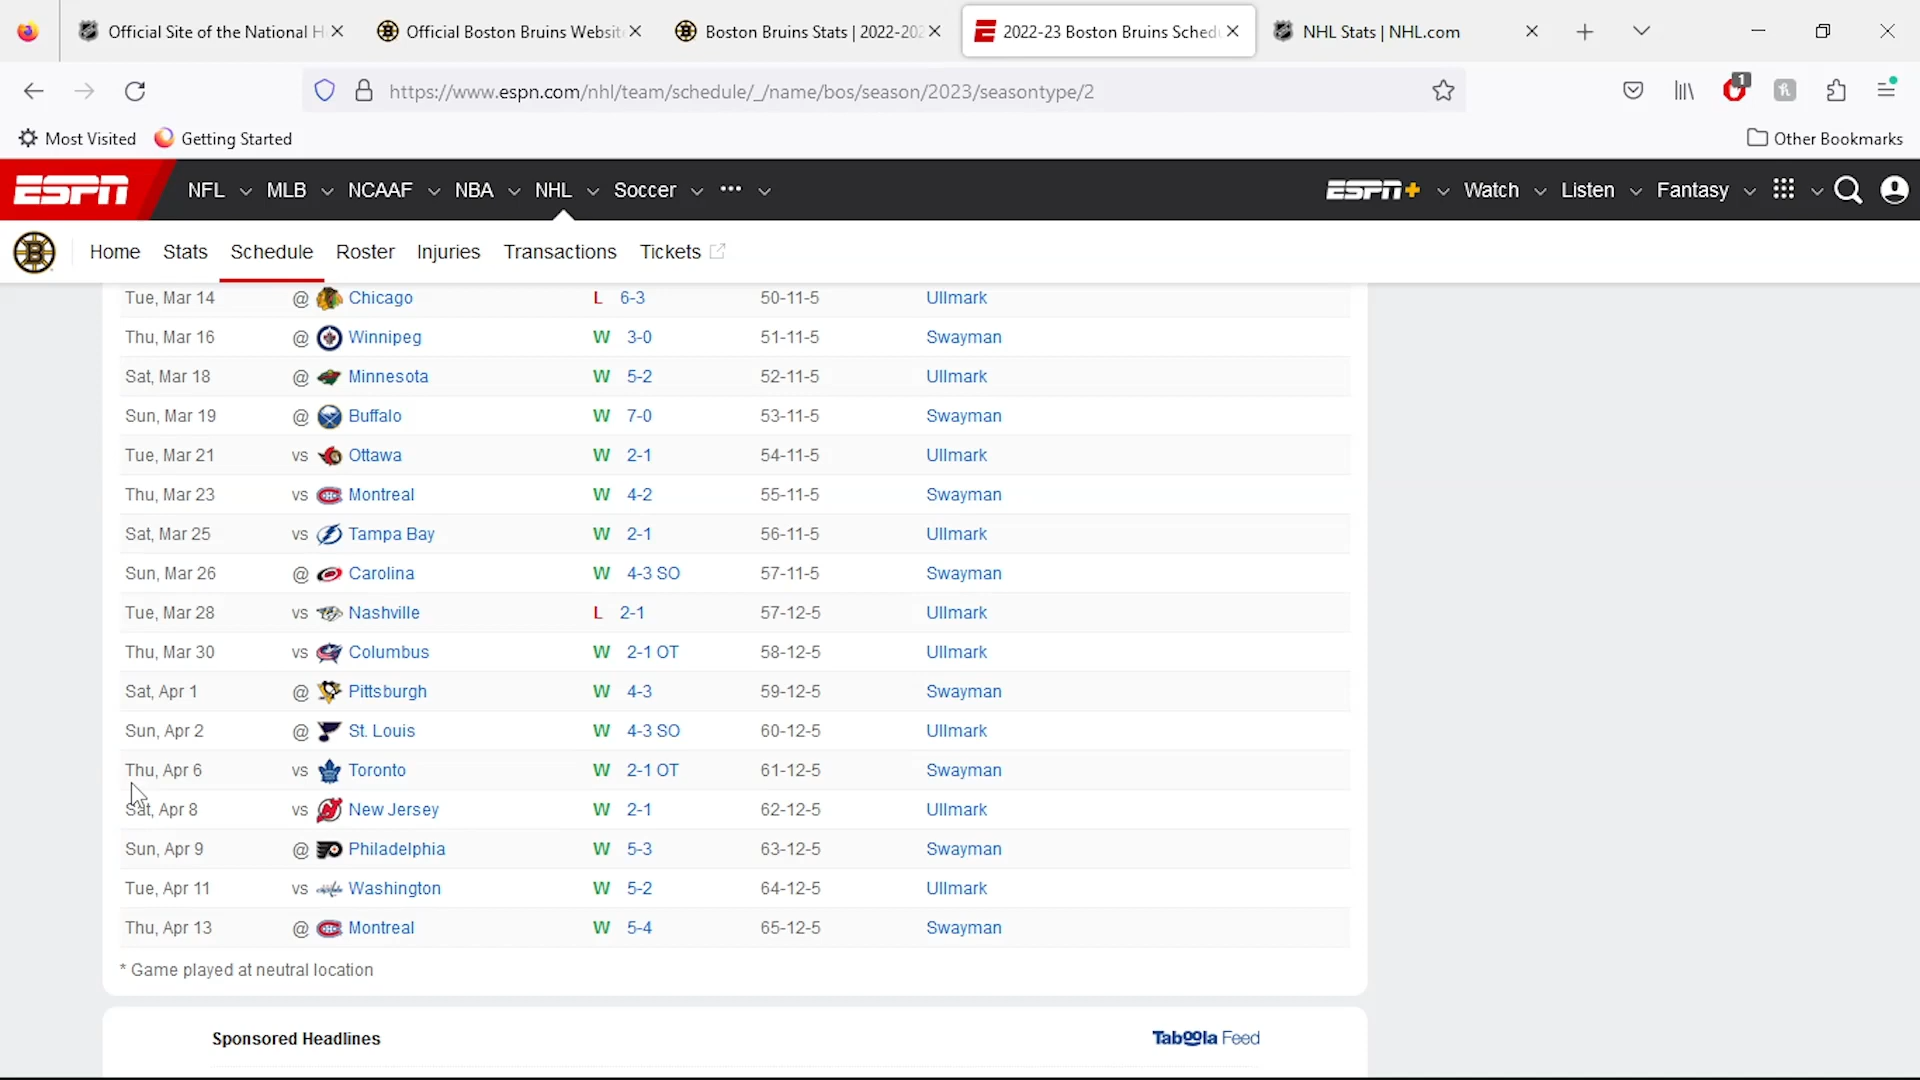 Official Site of the National H
Official Boston Bruins Website
Boston Bruins Stats | 2022-202
2022-23 Boston Bruins Schedu
NHL Stats | NHL.com
https://www.espn.com/nhl/team/schedule/_/name/bos/season/2023/seasontype/2
1
Most Visited
Getting Started
Other Bookmarks
ESPN NFL MLB NCAAF NBA NHL Soccer ••• ESPN+ Watch Listen Fantasy
B Home Stats Schedule Roster Injuries Transactions Tickets
Tue, Mar 14 @ Chicago L 6-3 50-11-5 Ullmark
Thu, Mar 16 @ Winnipeg W 3-0 51-11-5 Swayman
Sat, Mar 18 @ Minnesota W 5-2 52-11-5 Ullmark
Sun, Mar 19 @ Buffalo W 7-0 53-11-5 Swayman
Tue, Mar 21 vs Ottawa W 2-1 54-11-5 Ullmark
Thu, Mar 23 vs Montreal W 4-2 55-11-5 Swayman
Sat, Mar 25 vs Tampa Bay W 2-1 56-11-5 Ullmark
Sun, Mar 26 @ Carolina W 4-3 SO 57-11-5 Swayman
Tue, Mar 28 vs Nashville L 2-1 57-12-5 Ullmark
Thu, Mar 30 vs Columbus W 2-1 OT 58-12-5 Ullmark
Sat, Apr 1 @ Pittsburgh W 4-3 59-12-5 Swayman
Sun, Apr 2 @ St. Louis W 4-3 SO 60-12-5 Ullmark
Thu, Apr 6 vs Toronto W 2-1 OT 61-12-5 Swayman
Sat, Apr 8 vs New Jersey W 2-1 62-12-5 Ullmark
Sun, Apr 9 @ Philadelphia W 5-3 63-12-5 Swayman
Tue, Apr 11 vs Washington W 5-2 64-12-5 Ullmark
Thu, Apr 13 @ Montreal W 5-4 65-12-5 Swayman
* Game played at neutral location
Sponsored Headlines
Taboola Feed